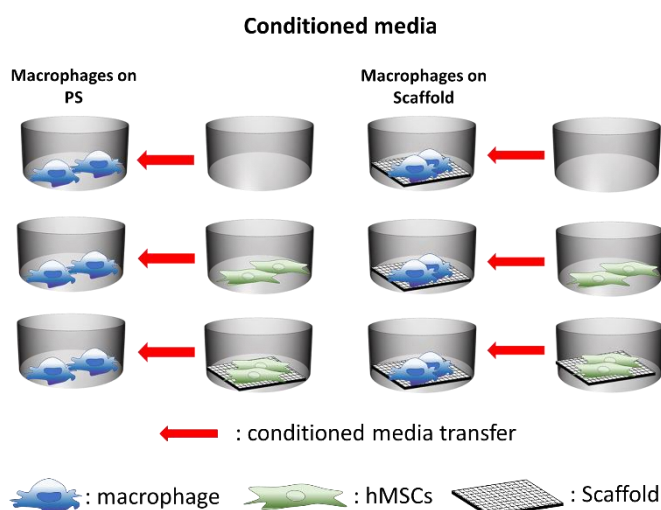 Conditioned media
Macrophages on
PS
Macrophages on
Scaffold
: conditioned media transfer
: macrophage
: hMSCs
: Scaffold